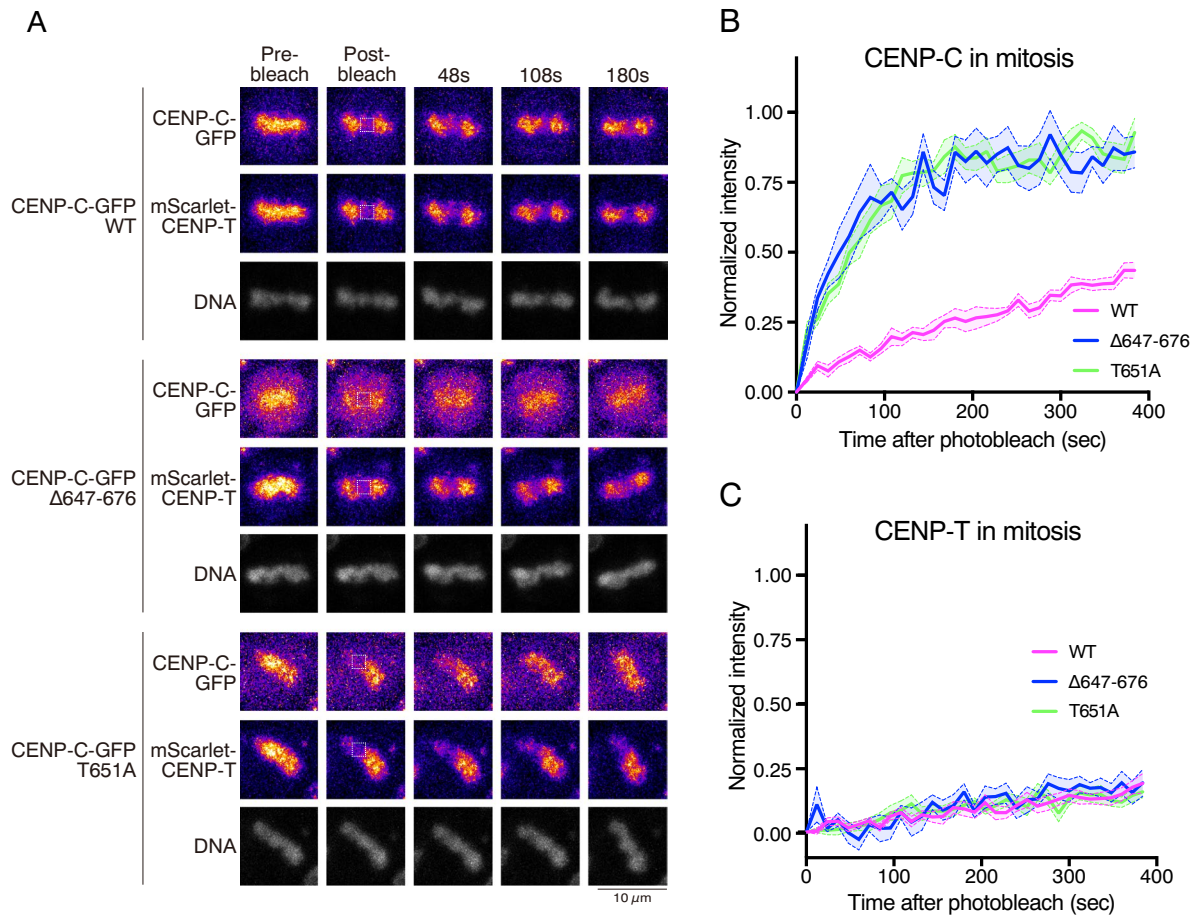 A
Pre-
bleach
Post-
bleach
48s
108s
180s
CENP-C-GFP
WT
CENP-C-
GFP
mScarlet-
CENP-T
DNA
CENP-C-GFP
Δ647-676
CENP-C-
GFP
mScarlet-
CENP-T
DNA
CENP-C-GFP
T651A
CENP-C-
GFP
mScarlet-
CENP-T
DNA
10 µm
B
CENP-C in mitosis
Normalized intensity
1.00
0.75
0.50
0.25
0.00
0
100
200
300
400
Time after photobleach (sec)
WT
Δ647-676
T651A
C
CENP-T in mitosis
Normalized intensity
1.00
0.75
0.50
0.25
0.00
0
100
200
300
400
Time after photobleach (sec)
WT
Δ647-676
T651A